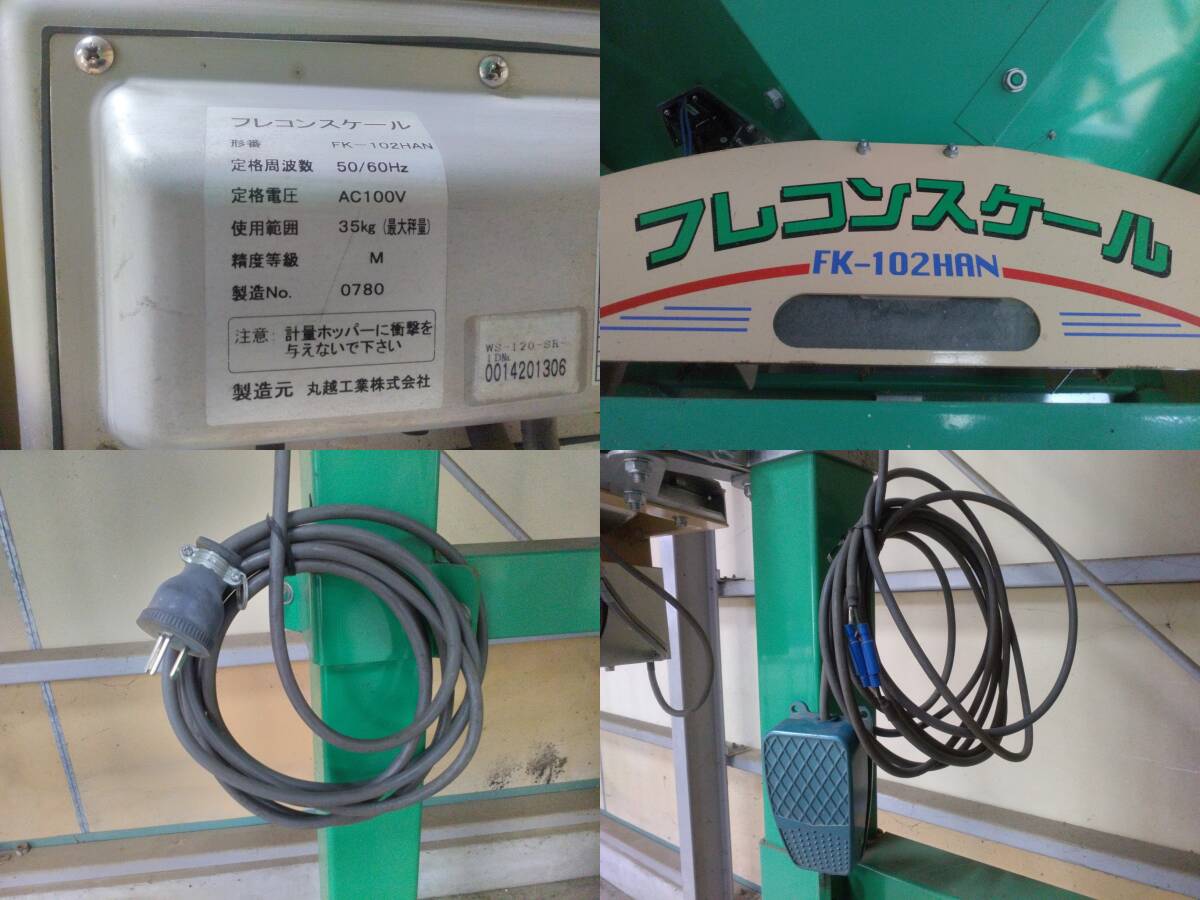 フレコンスケール
形番 FK-102HAN
定格周波数 50/60Hz
定格電圧 AC100V
使用範囲 35kg (最大秤量)
精度等級 M
製造No. 0780
注意: 計量ホッパーに衝撃を
与えないで下さい
製造元 丸越工業株式会社
WS-120-SR-
ID№
0014201306
フレコンスケール
FK-102HAN